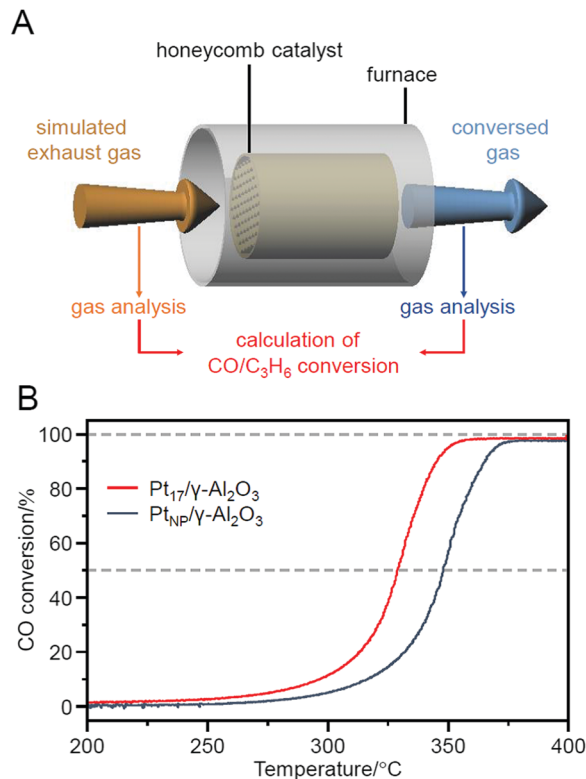 A
honeycomb catalyst
furnace
simulated
exhaust gas
conversed
gas
gas analysis
gas analysis
calculation of
CO/C₃H₆ conversion
B
CO conversion/%
100
80
60
40
20
0
Pt₁₇/γ-Al₂O₃
Pt_NP/γ-Al₂O₃
200
250
300
350
400
Temperature/°C